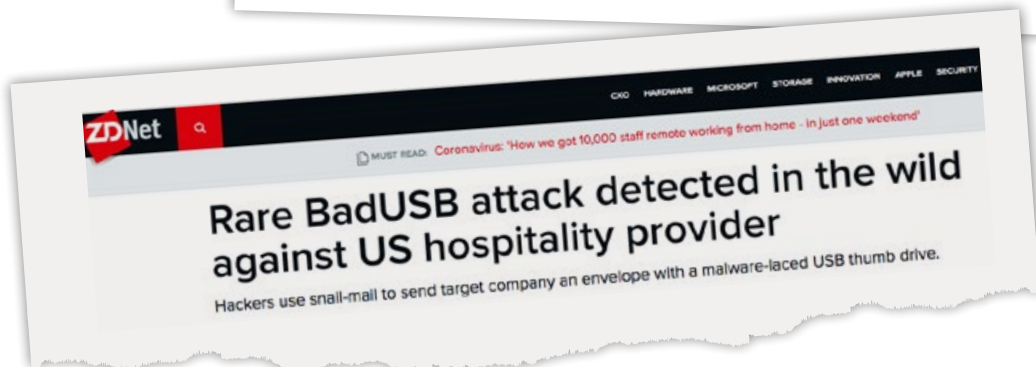 ZDNet
CXO HARDWARE MICROSOFT STORAGE INNOVATION APPLE SECURITY
MUST READ: Coronavirus: 'How we got 10,000 staff remote working from home - in just one weekend'
Rare BadUSB attack detected in the wild
against US hospitality provider
Hackers use snail-mail to send target company an envelope with a malware-laced USB thumb drive.